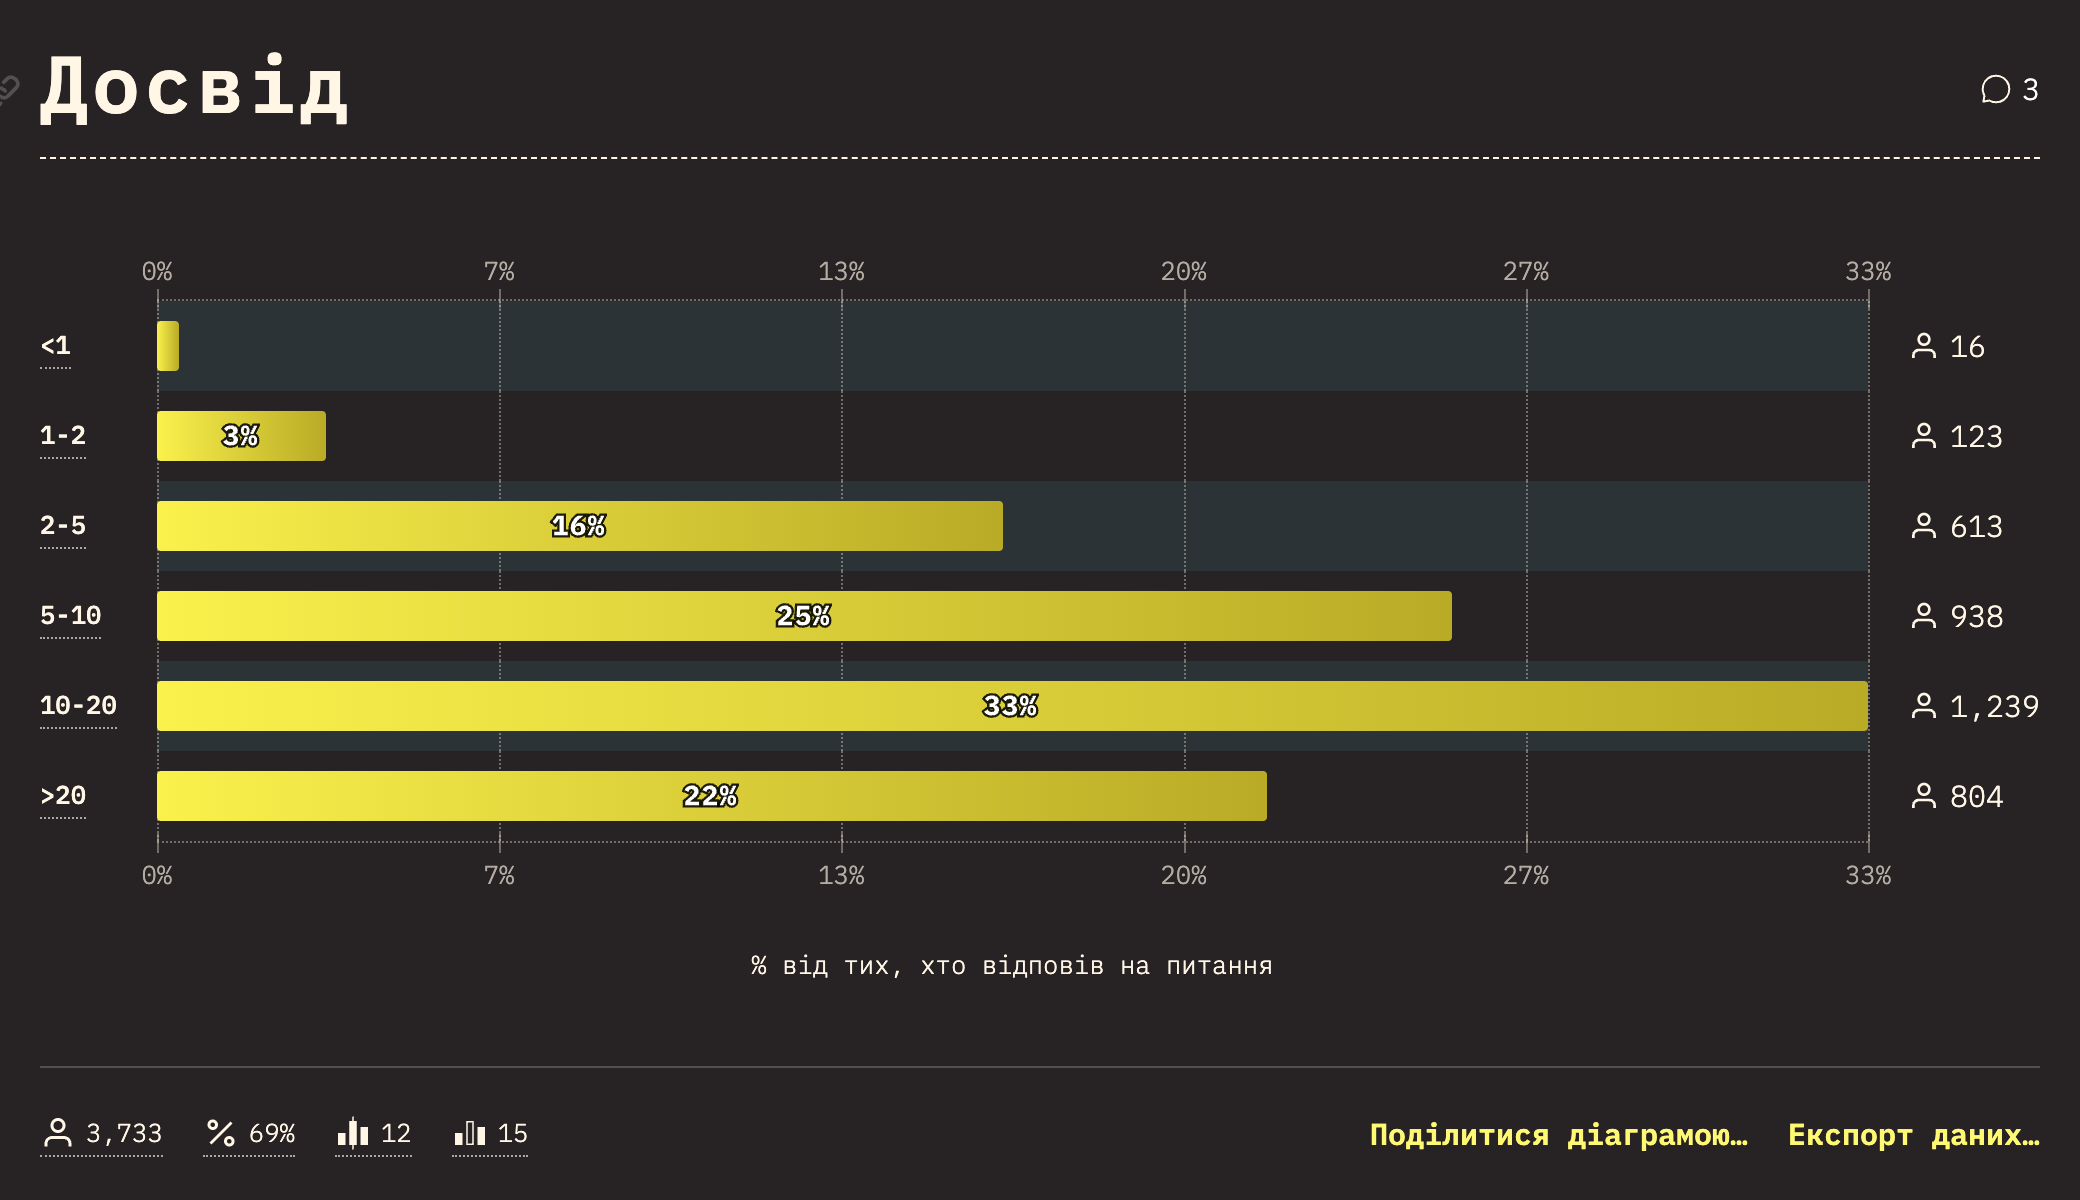 Досвід
3
0% 7% 13% 20% 27% 33%
<1 16
1-2 3% 123
2-5 16% 613
5-10 25% 938
10-20 33% 1,239
>20 22% 804
0% 7% 13% 20% 27% 33%
% від тих, хто відповів на питання
3,733 69% 12 15 Поділитися діаграмою… Експорт даних…